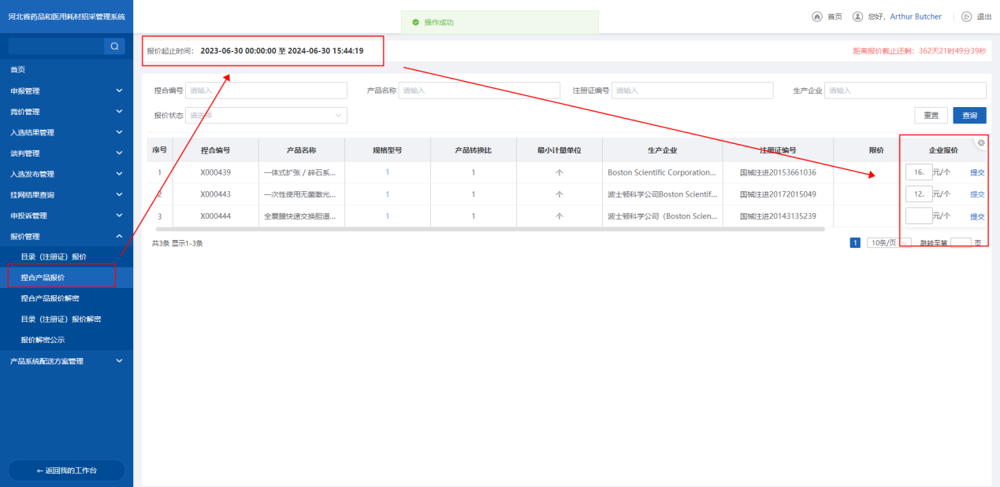 河北省药品和医用耗材招采管理系统
操作成功
首页 您好, Arthur Butcher 退出
报价起止时间: 2023-06-30 00:00:00 至 2024-06-30 15:44:19
距离报价截止还剩: 362天21时49分39秒
首页
申报管理
竞价管理
入选结果管理
谈判管理
入选发布管理
挂网结果查询
申投诉管理
报价管理
目录（注册证）报价
捏合产品报价
捏合产品报价解密
目录（注册证）报价解密
报价解密公示
产品系统配送方案管理
← 返回我的工作台
捏合编号 请输入 产品名称 请输入 注册证编号 请输入 生产企业 请输入
报价状态 请选择 重置 查询
序号 捏合编号 产品名称 规格型号 产品转换比 最小计量单位 生产企业 注册证编号 限价 企业报价
1 X000439 一体式扩张 / 碎石系... 1 1 个 Boston Scientific Corporation... 国械注进20153661036 16. 元/个 提交
2 X000443 一次性使用无菌激光... 1 1 个 波士顿科学公司Boston Scientif... 国械注进20172015049 12. 元/个 提交
3 X000444 全覆膜快速交换胆道... 1 1 个 波士顿科学公司（Boston Scien... 国械注进20143135239 元/个 提交
共3条 显示1-3条 1 10条/页 跳转至第 页